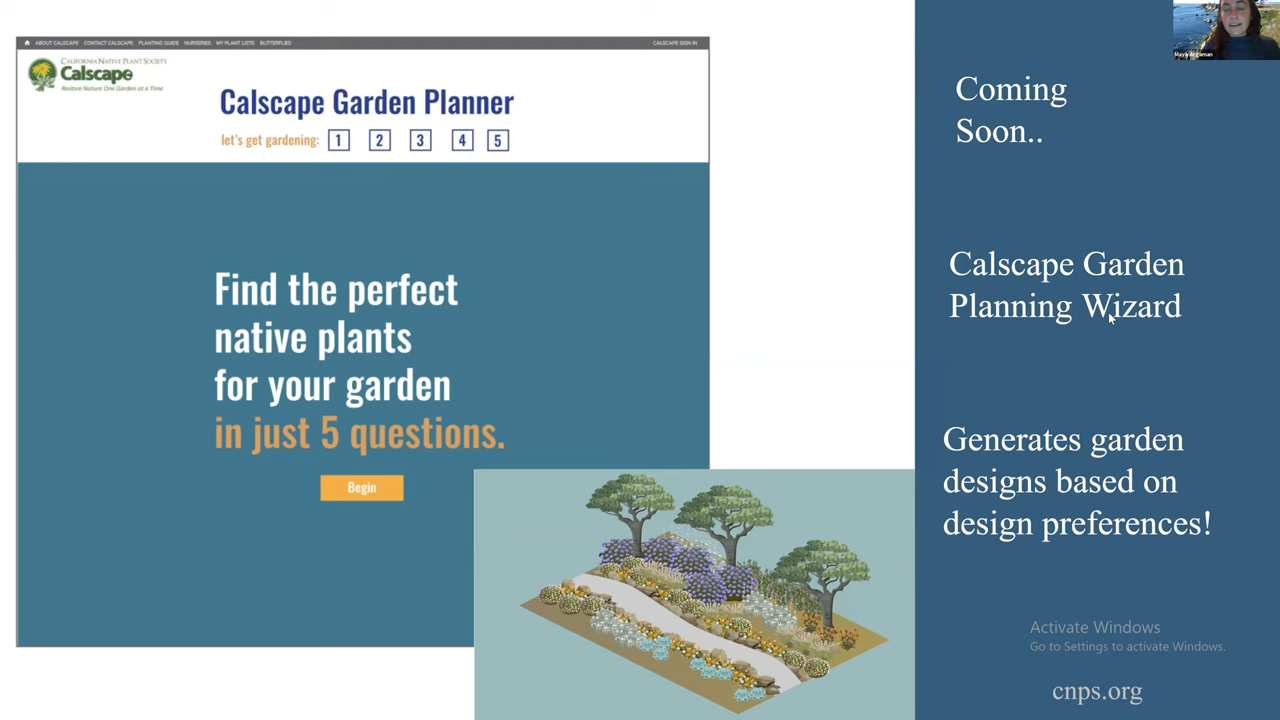 ABOUT CALSCAPE CONTACT CALSCAPE PLANTING GUIDE NURSERIES MY PLANT LISTS BUTTERFLIES CALSCAPE SIGN IN
CALIFORNIA NATIVE PLANT SOCIETY
Calscape
Restore Nature One Garden at a Time
Calscape Garden Planner
let's get gardening: 1 2 3 4 5
Find the perfect
native plants
for your garden
in just 5 questions.
Begin
Maya Argaman
Coming
Soon..
Calscape Garden
Planning Wizard
Generates garden
designs based on
design preferences!
Activate Windows
Go to Settings to activate Windows.
cnps.org